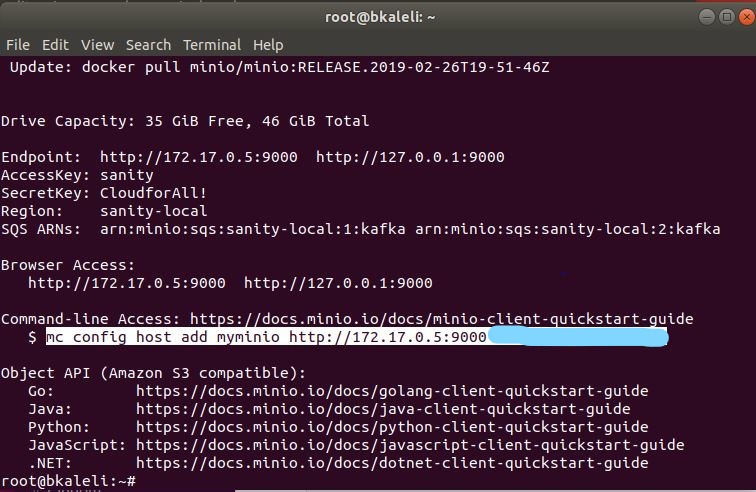 root@bkaleli: ~
File Edit View Search Terminal Help
Update: docker pull minio/minio:RELEASE.2019-02-26T19-51-46Z
Drive Capacity: 35 GiB Free, 46 GiB Total
Endpoint:  http://172.17.0.5:9000  http://127.0.0.1:9000
AccessKey: sanity
SecretKey: CloudforAll!
Region:    sanity-local
SQS ARNs:  arn:minio:sqs:sanity-local:1:kafka arn:minio:sqs:sanity-local:2:kafka
Browser Access:
http://172.17.0.5:9000  http://127.0.0.1:9000
Command-line Access: https://docs.minio.io/docs/minio-client-quickstart-guide
$ mc config host add myminio http://172.17.0.5:9000
Object API (Amazon S3 compatible):
Go:         https://docs.minio.io/docs/golang-client-quickstart-guide
Java:       https://docs.minio.io/docs/java-client-quickstart-guide
Python:     https://docs.minio.io/docs/python-client-quickstart-guide
JavaScript: https://docs.minio.io/docs/javascript-client-quickstart-guide
.NET:       https://docs.minio.io/docs/dotnet-client-quickstart-guide
root@bkaleli:~#